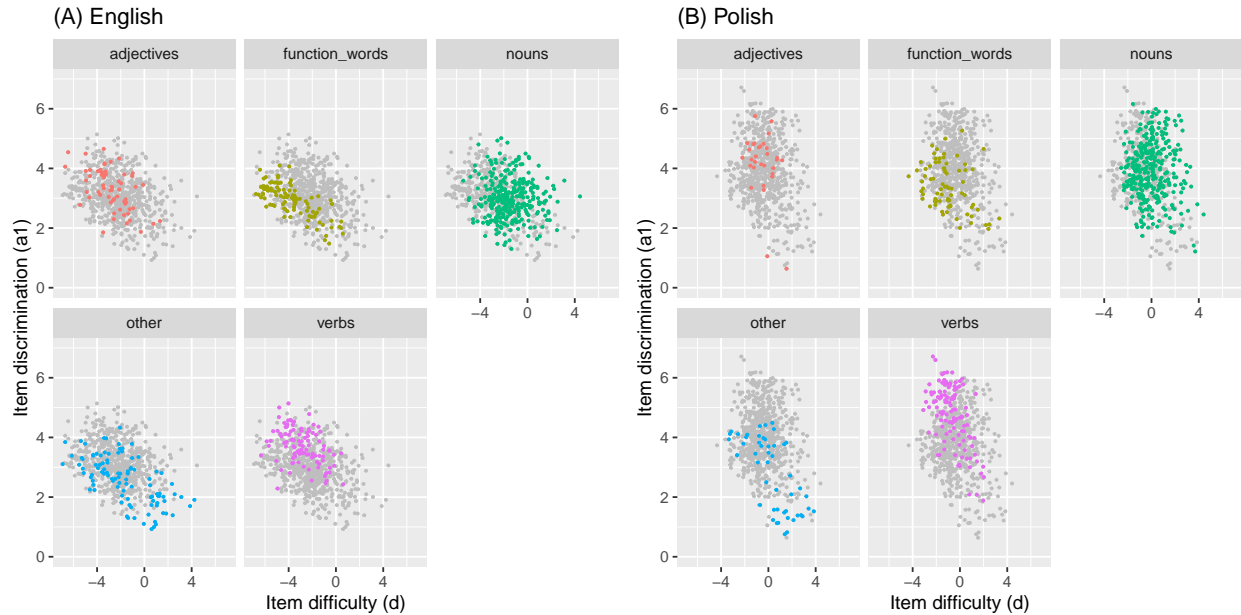 (A) English
adjectives
function_words
nouns
6
4
2
0
−4
0
4
other
verbs
6
4
2
0
−4
0
4
−4
0
4
Item discrimination (a1)
Item difficulty (d)
(B) Polish
adjectives
function_words
nouns
6
4
2
0
−4
0
4
other
verbs
6
4
2
0
−4
0
4
−4
0
4
Item discrimination (a1)
Item difficulty (d)